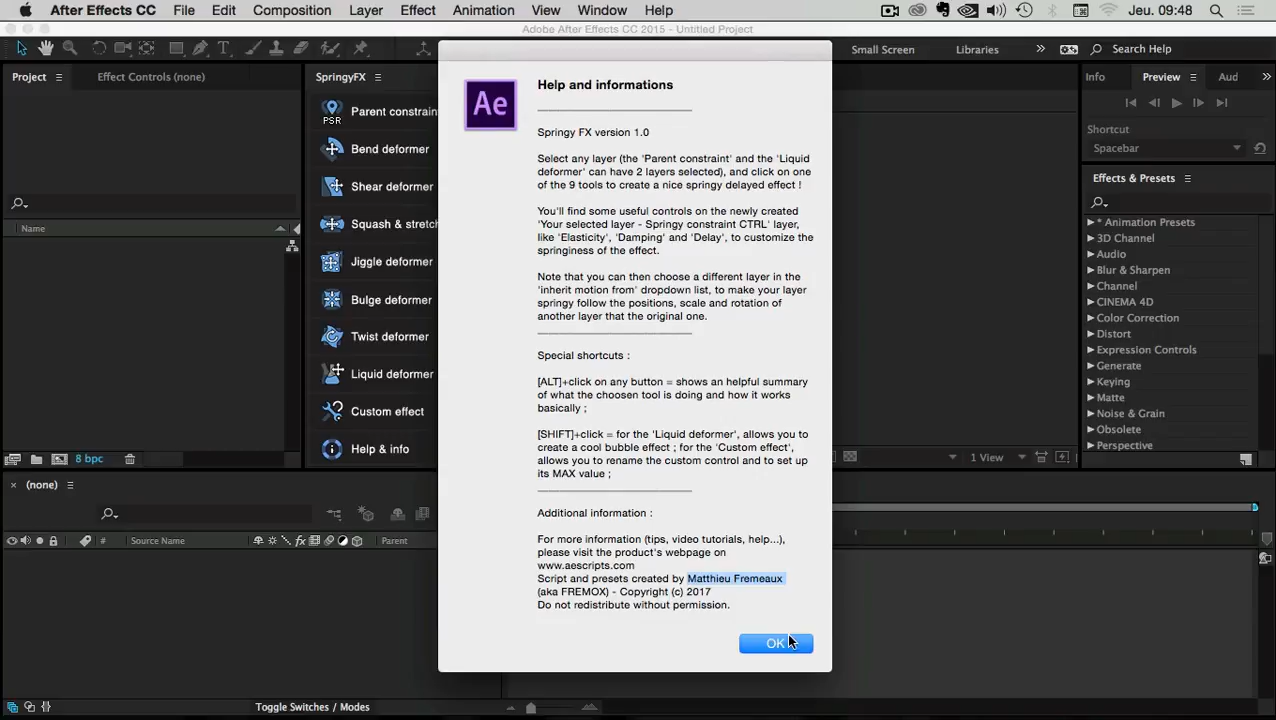 After Effects CC File Edit Composition Layer Effect Animation View Window Help Jeu. 09:48
Adobe After Effects CC 2015 - Untitled Project
Small Screen Libraries Search Help
Project Effect Controls (none) SpringyFX Info Preview Aud
Shortcut
Spacebar
Effects & Presets
Name
Parent constrain
PSR
Bend deformer
Shear deformer
Squash & stretch
Jiggle deformer
Bulge deformer
Twist deformer
Liquid deformer
Custom effect
Help & info
8 bpc
Ae
Help and informations
Springy FX version 1.0
Select any layer (the 'Parent constraint' and the 'Liquid
deformer' can have 2 layers selected), and click on one
of the 9 tools to create a nice springy delayed effect !
You'll find some useful controls on the newly created
'Your selected layer - Springy constraint CTRL' layer,
like 'Elasticity', 'Damping' and 'Delay', to customize the
springiness of the effect.
Note that you can then choose a different layer in the
'inherit motion from' dropdown list, to make your layer
springy follow the positions, scale and rotation of
another layer that the original one.
Special shortcuts :
[ALT]+click on any button = shows an helpful summary
of what the choosen tool is doing and how it works
basically ;
[SHIFT]+click = for the 'Liquid deformer', allows you to
create a cool bubble effect ; for the 'Custom effect',
allows you to rename the custom control and to set up
its MAX value ;
Additional information :
For more information (tips, video tutorials, help...),
please visit the product's webpage on
www.aescripts.com
Script and presets created by Matthieu Fremeaux
(aka FREMOX) - Copyright (c) 2017
Do not redistribute without permission.
OK
* Animation Presets
3D Channel
Audio
Blur & Sharpen
Channel
CINEMA 4D
Color Correction
Distort
Expression Controls
Generate
Keying
Matte
Noise & Grain
Obsolete
Perspective
1 View
(none)
# Source Name Parent
Toggle Switches / Modes